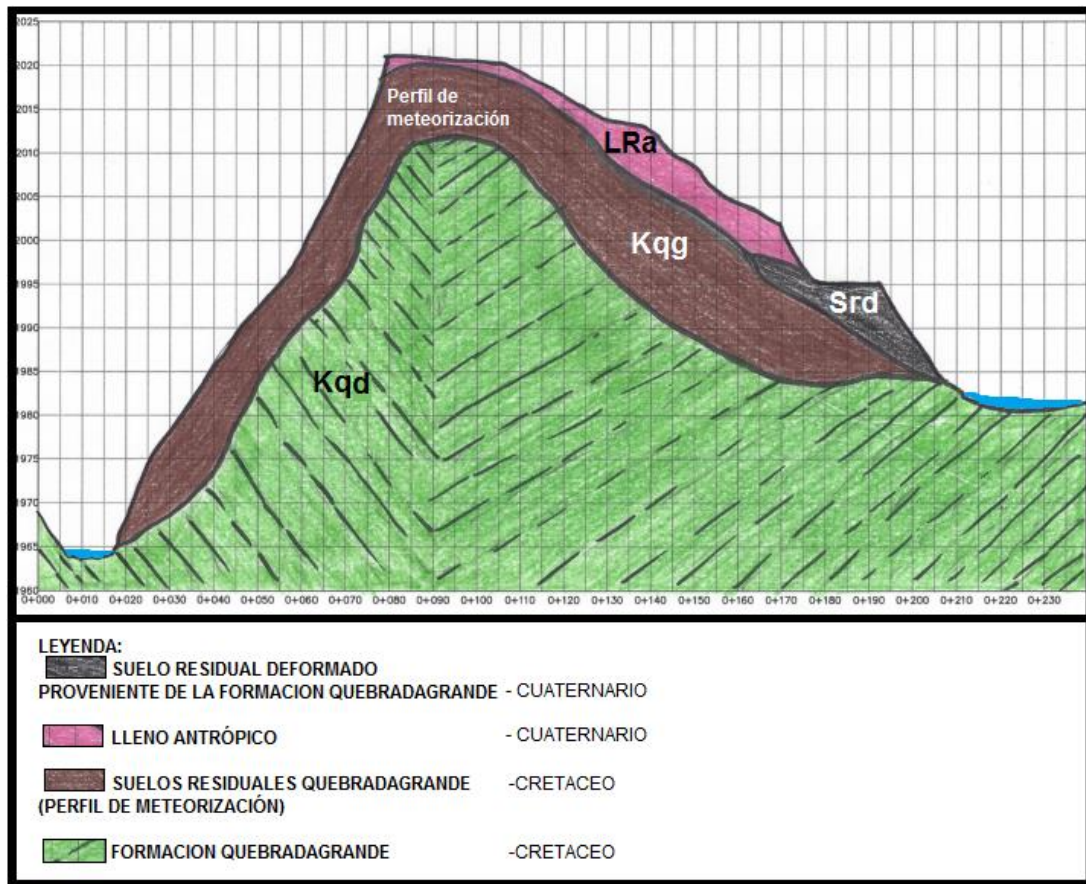 2025
2020
2015
2010
2005
2000
1995
1990
1985
1980
1975
1970
1965
1960
Perfil de
meteorización
LRa
Kqg
Srd
Kqd
0+000 0+010 0+020 0+030 0+040 0+050 0+060 0+070 0+080 0+090 0+100 0+110 0+120 0+130 0+140 0+150 0+160 0+170 0+180 0+190 0+200 0+210 0+220 0+230
LEYENDA:
SUELO RESIDUAL DEFORMADO
PROVENIENTE DE LA FORMACION QUEBRADAGRANDE - CUATERNARIO
LLENO ANTRÓPICO - CUATERNARIO
SUELOS RESIDUALES QUEBRADAGRANDE -CRETACEO
(PERFIL DE METEORIZACIÓN)
FORMACION QUEBRADAGRANDE -CRETACEO